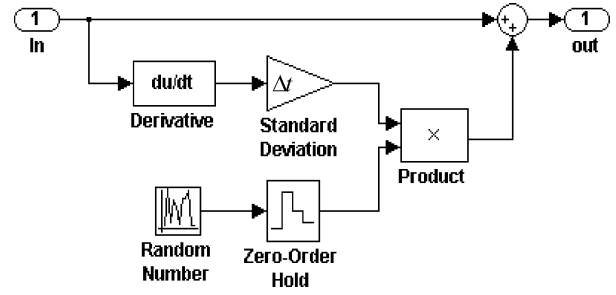 1
In
+
+
1
out
du/dt
Derivative
Δt
Standard
Deviation
×
Product
Random
Number
Zero-Order
Hold